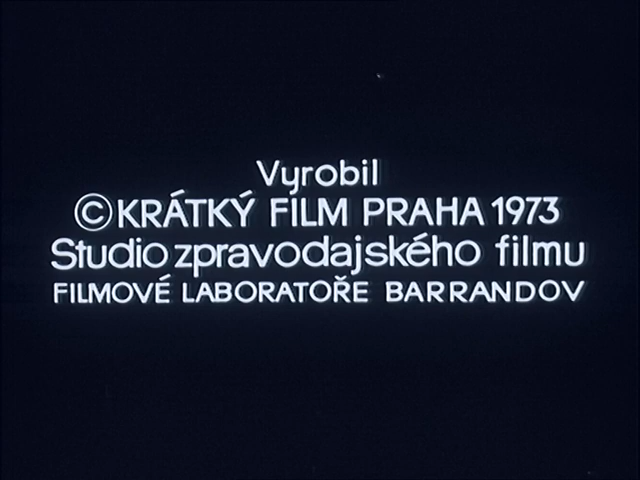 Vyrobil
©KRÁTKÝ FILM PRAHA 1973
Studio zpravodajského filmu
FILMOVÉ LABORATOŘE BARRANDOV